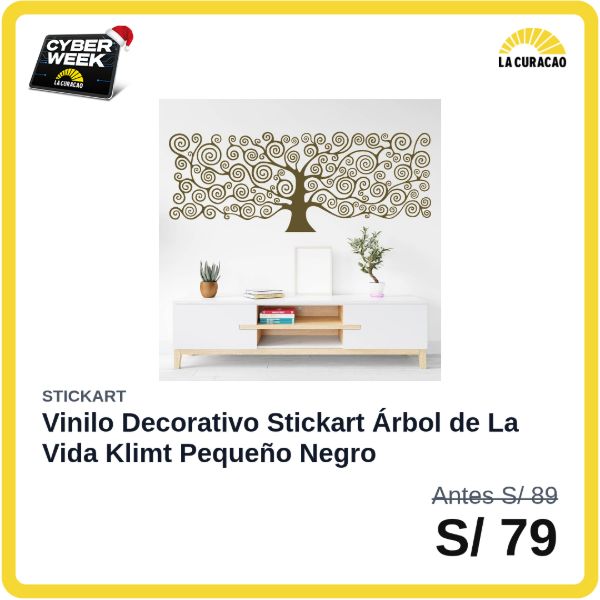 CYBER
WEEK
LA CURACAO
LA CURACAO
STICKART
Vinilo Decorativo Stickart Árbol de La
Vida Klimt Pequeño Negro
Antes S/ 89
S/ 79